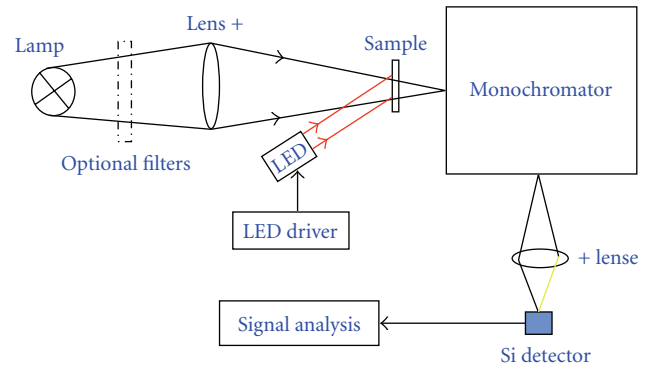 Lens +
Lamp
Sample
Monochromator
Optional filters
LED
LED driver
+ lense
Signal analysis
Si detector